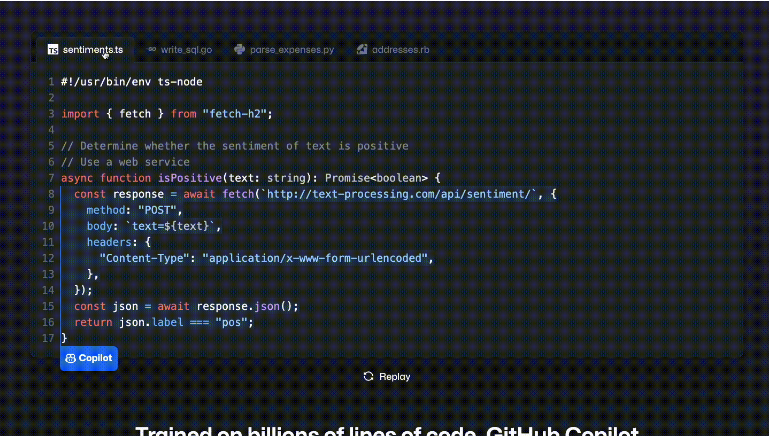 TS sentiments.ts write_sql.go parse_expenses.py addresses.rb
1 #!/usr/bin/env ts-node
2
3 import { fetch } from "fetch-h2";
4
5 // Determine whether the sentiment of text is positive
6 // Use a web service
7 async function isPositive(text: string): Promise<boolean> {
8 const response = await fetch(`http://text-processing.com/api/sentiment/`, {
9 method: "POST",
10 body: `text=${text}`,
11 headers: {
12 "Content-Type": "application/x-www-form-urlencoded",
13 },
14 });
15 const json = await response.json();
16 return json.label === "pos";
17 }
Copilot
Replay
Trained on billions of lines of code, GitHub Copilot